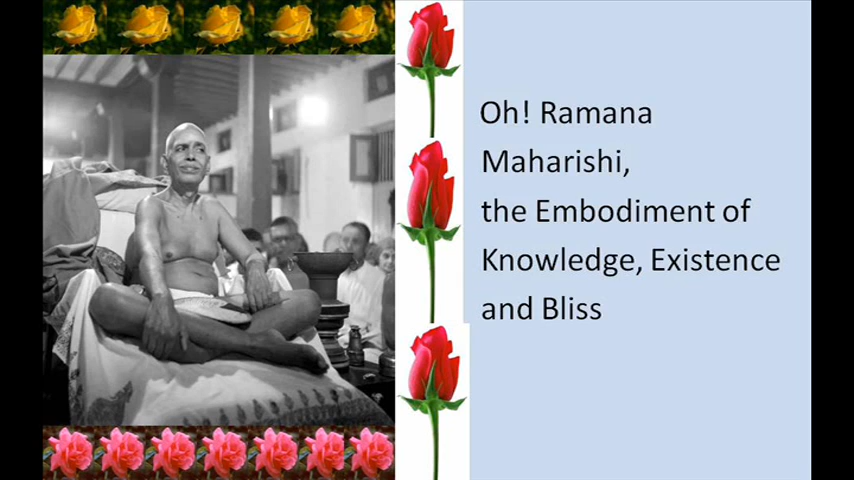 Oh! Ramana
Maharishi,
the Embodiment of
Knowledge, Existence
and Bliss